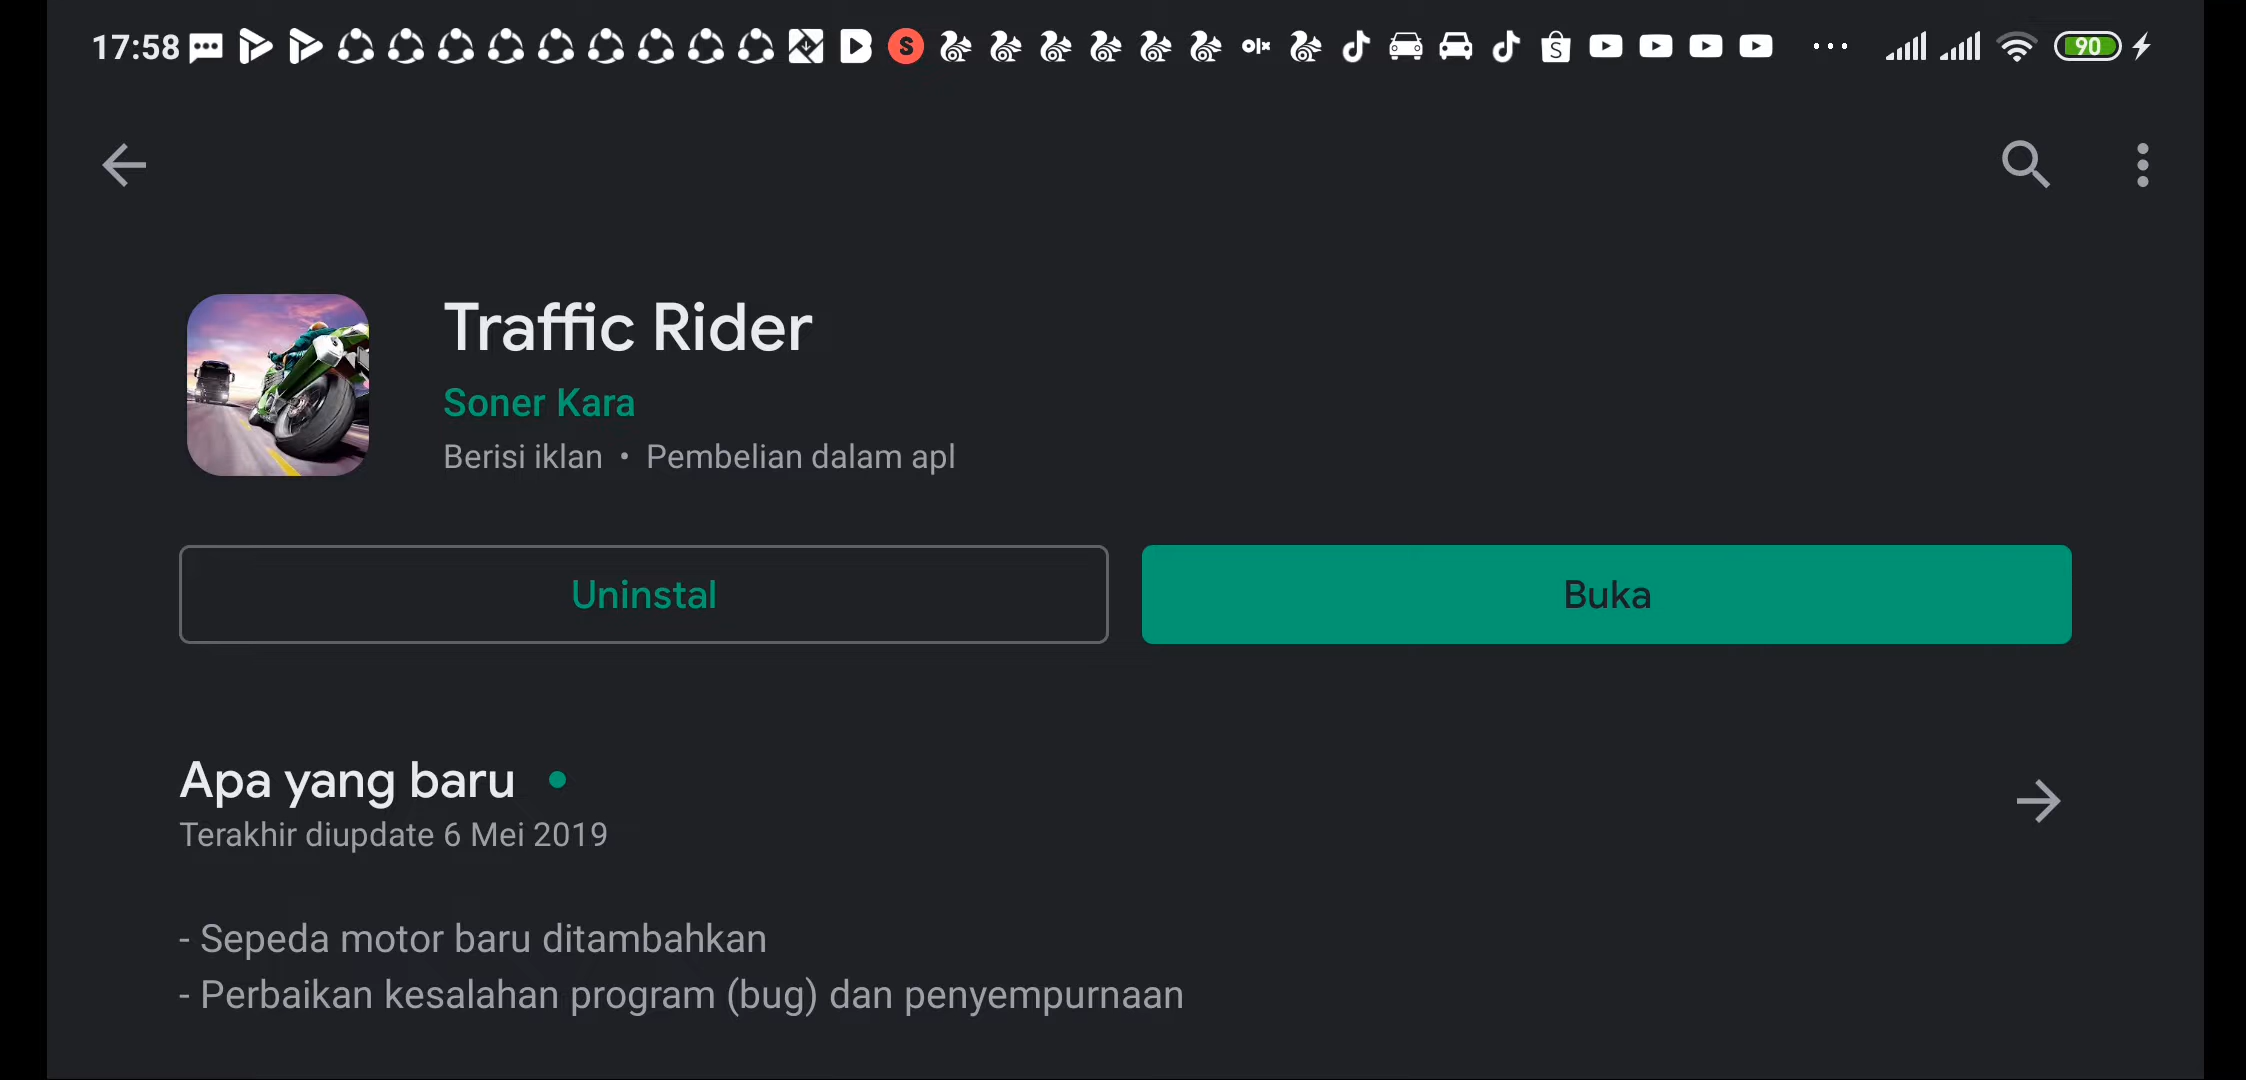 17:58
90
Traffic Rider
Soner Kara
Berisi iklan • Pembelian dalam apl
Uninstal
Buka
Apa yang baru
Terakhir diupdate 6 Mei 2019
- Sepeda motor baru ditambahkan
- Perbaikan kesalahan program (bug) dan penyempurnaan